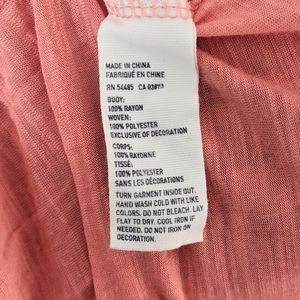 MADE IN CHINA
FABRIQUÉ EN CHINE
RN 54485 CA
BODY:
100% RAYON
WOVEN:
100% POLYESTER
EXCLUSIVE OF DECORATION
CORPS:
100% RAYONNE
TISSÉ:
100% POLYESTER
SANS LES DÉCORATIONS
TURN GARMENT INSIDE OUT.
HAND WASH COLD WITH LIKE
COLORS. DO NOT BLEACH. LAY
FLAT TO DRY. COOL IRON IF
NEEDED. DO NOT IRON ON
DECORATION.